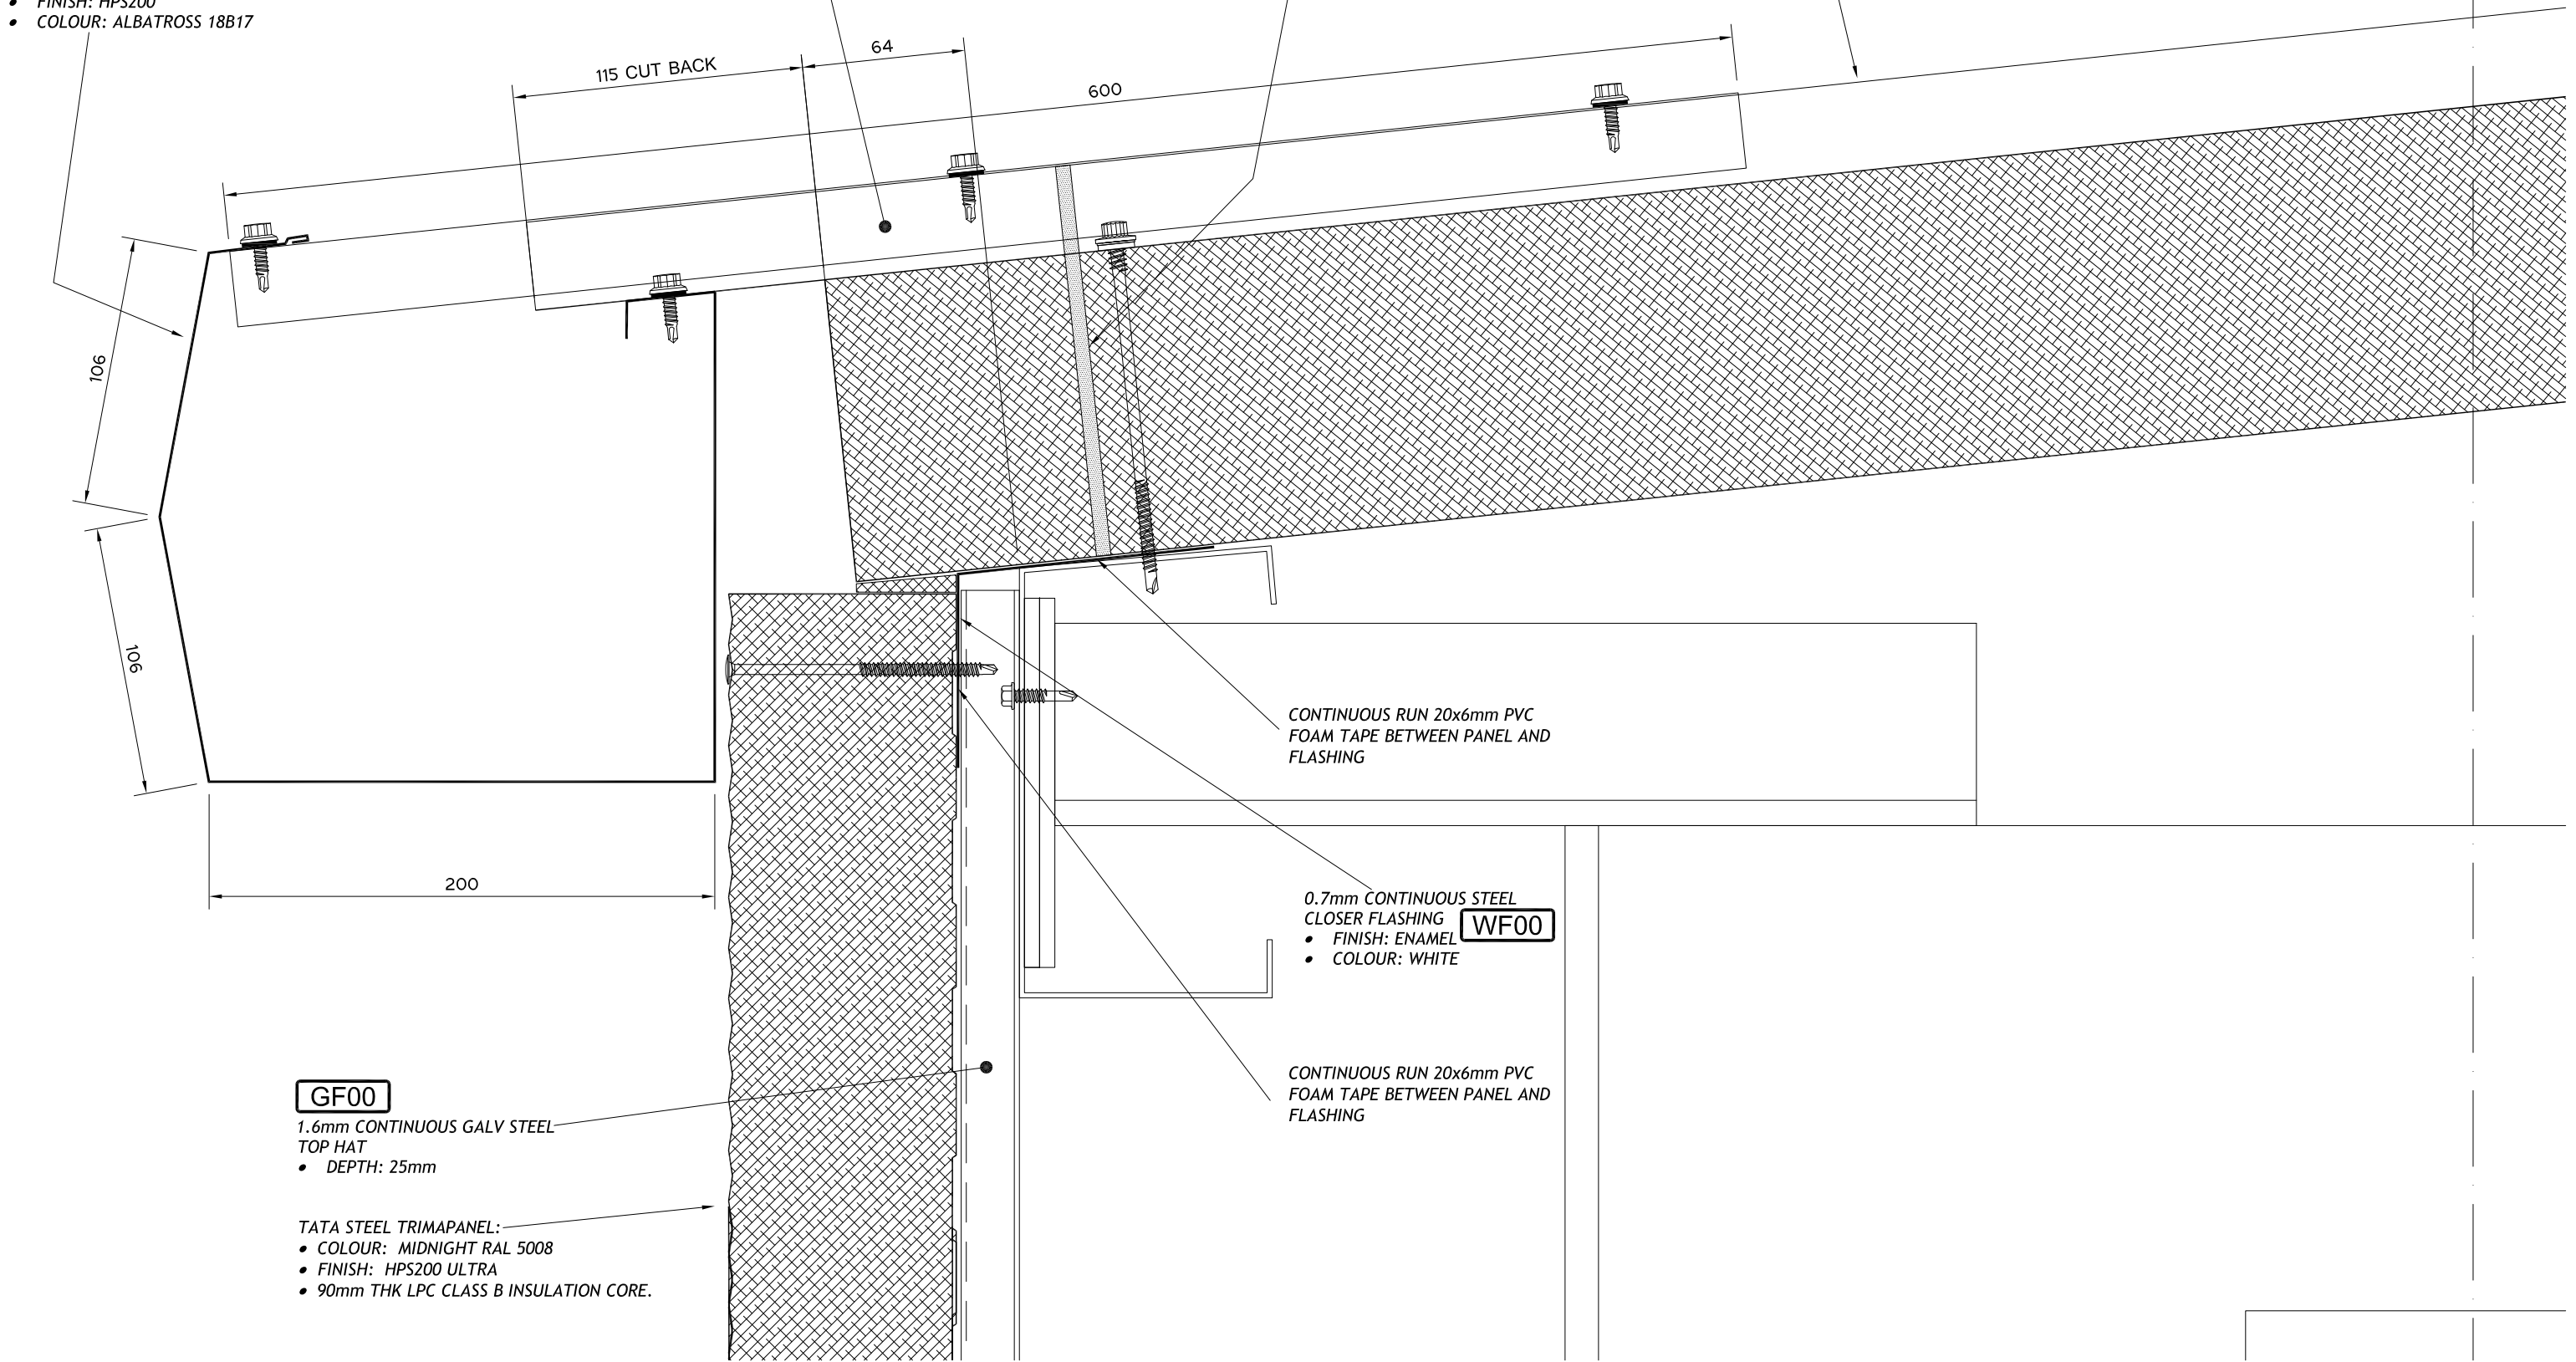 • FINISH: HPS200
• COLOUR: ALBATROSS 18B17
115 CUT BACK
64
600
106
106
200
CONTINUOUS RUN 20x6mm PVC
FOAM TAPE BETWEEN PANEL AND
FLASHING
0.7mm CONTINUOUS STEEL
CLOSER FLASHING WF00
• FINISH: ENAMEL
• COLOUR: WHITE
CONTINUOUS RUN 20x6mm PVC
FOAM TAPE BETWEEN PANEL AND
FLASHING
GF00
1.6mm CONTINUOUS GALV STEEL
TOP HAT
• DEPTH: 25mm
TATA STEEL TRIMAPANEL:
• COLOUR: MIDNIGHT RAL 5008
• FINISH: HPS200 ULTRA
• 90mm THK LPC CLASS B INSULATION CORE.